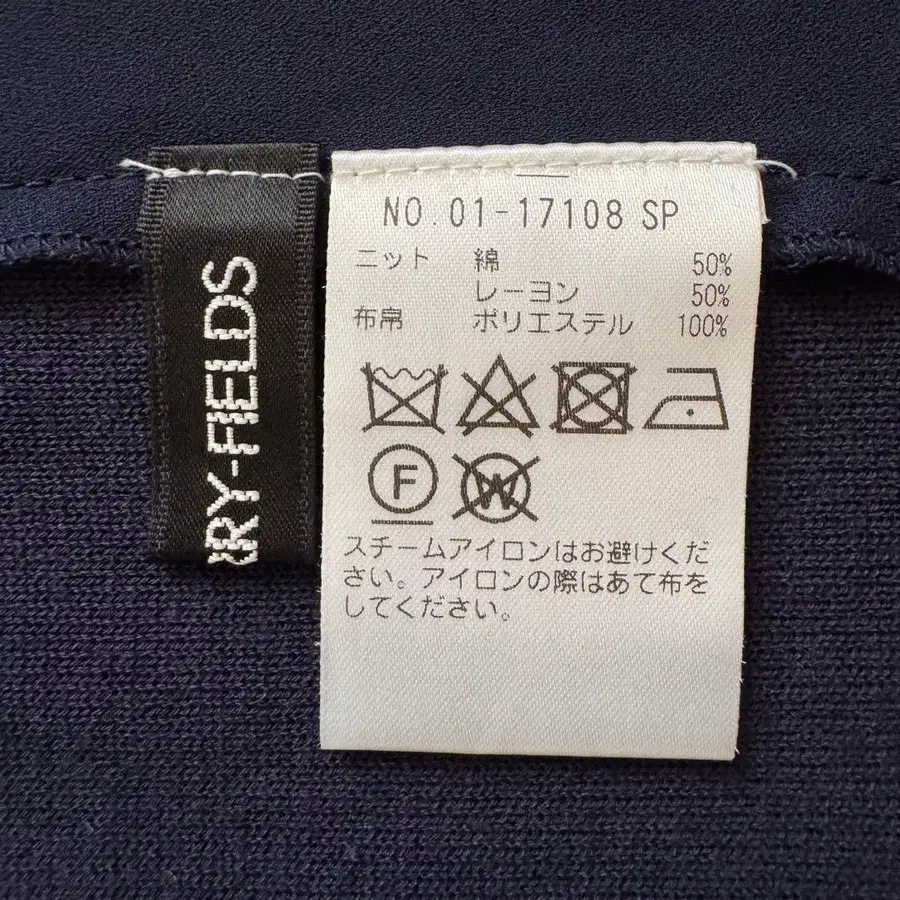 RRY-FIELDS
NO.01-17108 SP
ニット 綿 50%
レーヨン 50%
布帛 ポリエステル 100%
F W
スチームアイロンはお避けくだ
さい。アイロンの際はあて布を
してください。